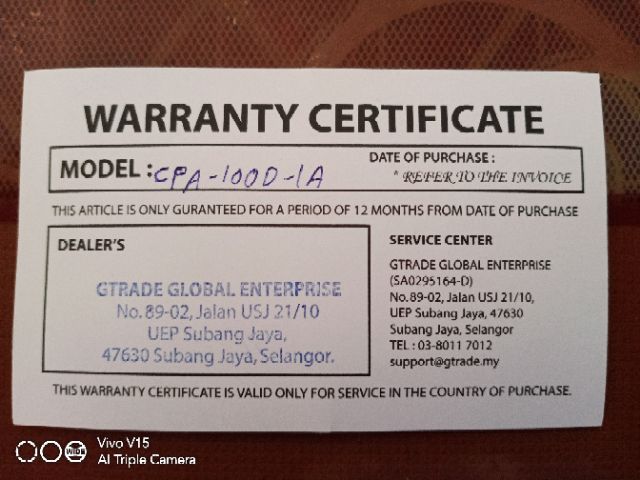 WARRANTY CERTIFICATE
MODEL : CPA-100D-1A
DATE OF PURCHASE :
* REFER TO THE INVOICE
THIS ARTICLE IS ONLY GURANTEED FOR A PERIOD OF 12 MONTHS FROM DATE OF PURCHASE
DEALER'S
GTRADE GLOBAL ENTERPRISE
No. 89-02, Jalan USJ 21/10
UEP Subang Jaya,
47630 Subang Jaya, Selangor.
SERVICE CENTER
GTRADE GLOBAL ENTERPRISE
(SA0295164-D)
No. 89-02, Jalan USJ 21/10,
UEP Subang Jaya, 47630
Subang Jaya, Selangor
TEL : 03-8011 7012
support@gtrade.my
THIS WARRANTY CERTIFICATE IS VALID ONLY FOR SERVICE IN THE COUNTRY OF PURCHASE.
Vivo V15
AI Triple Camera